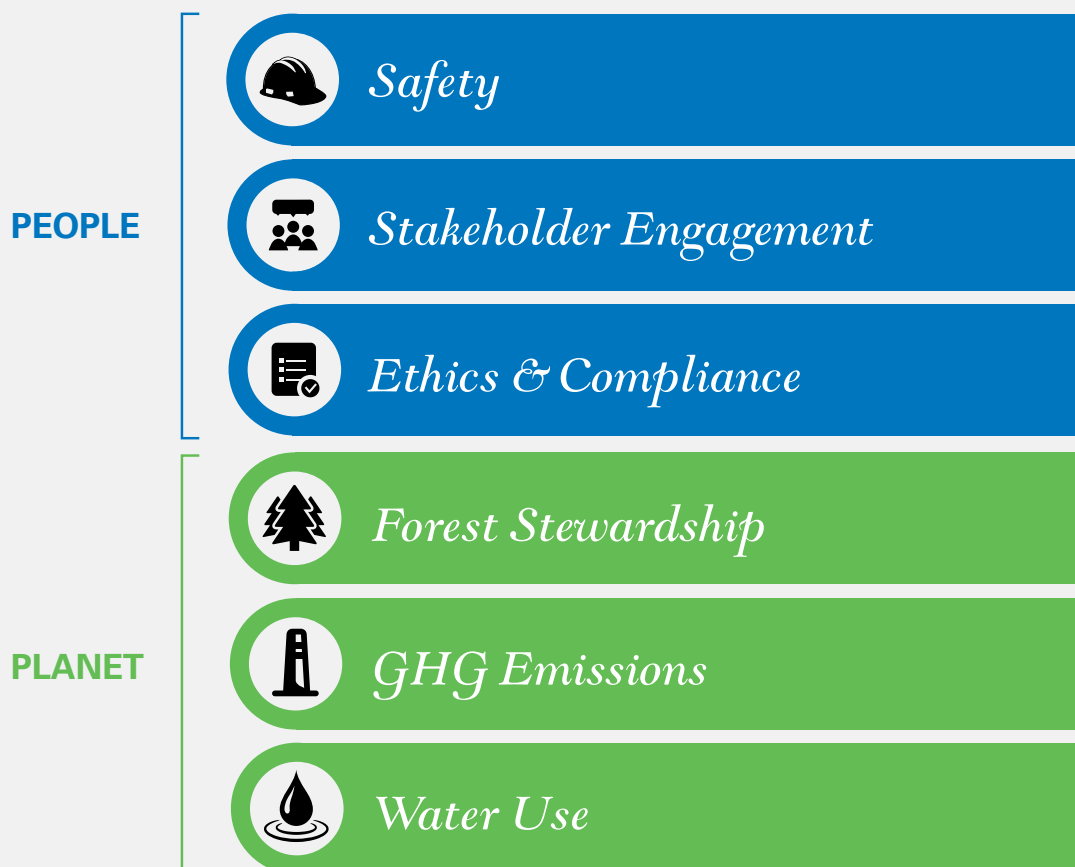 PEOPLE
Safety
Stakeholder Engagement
Ethics & Compliance
PLANET
Forest Stewardship
GHG Emissions
Water Use